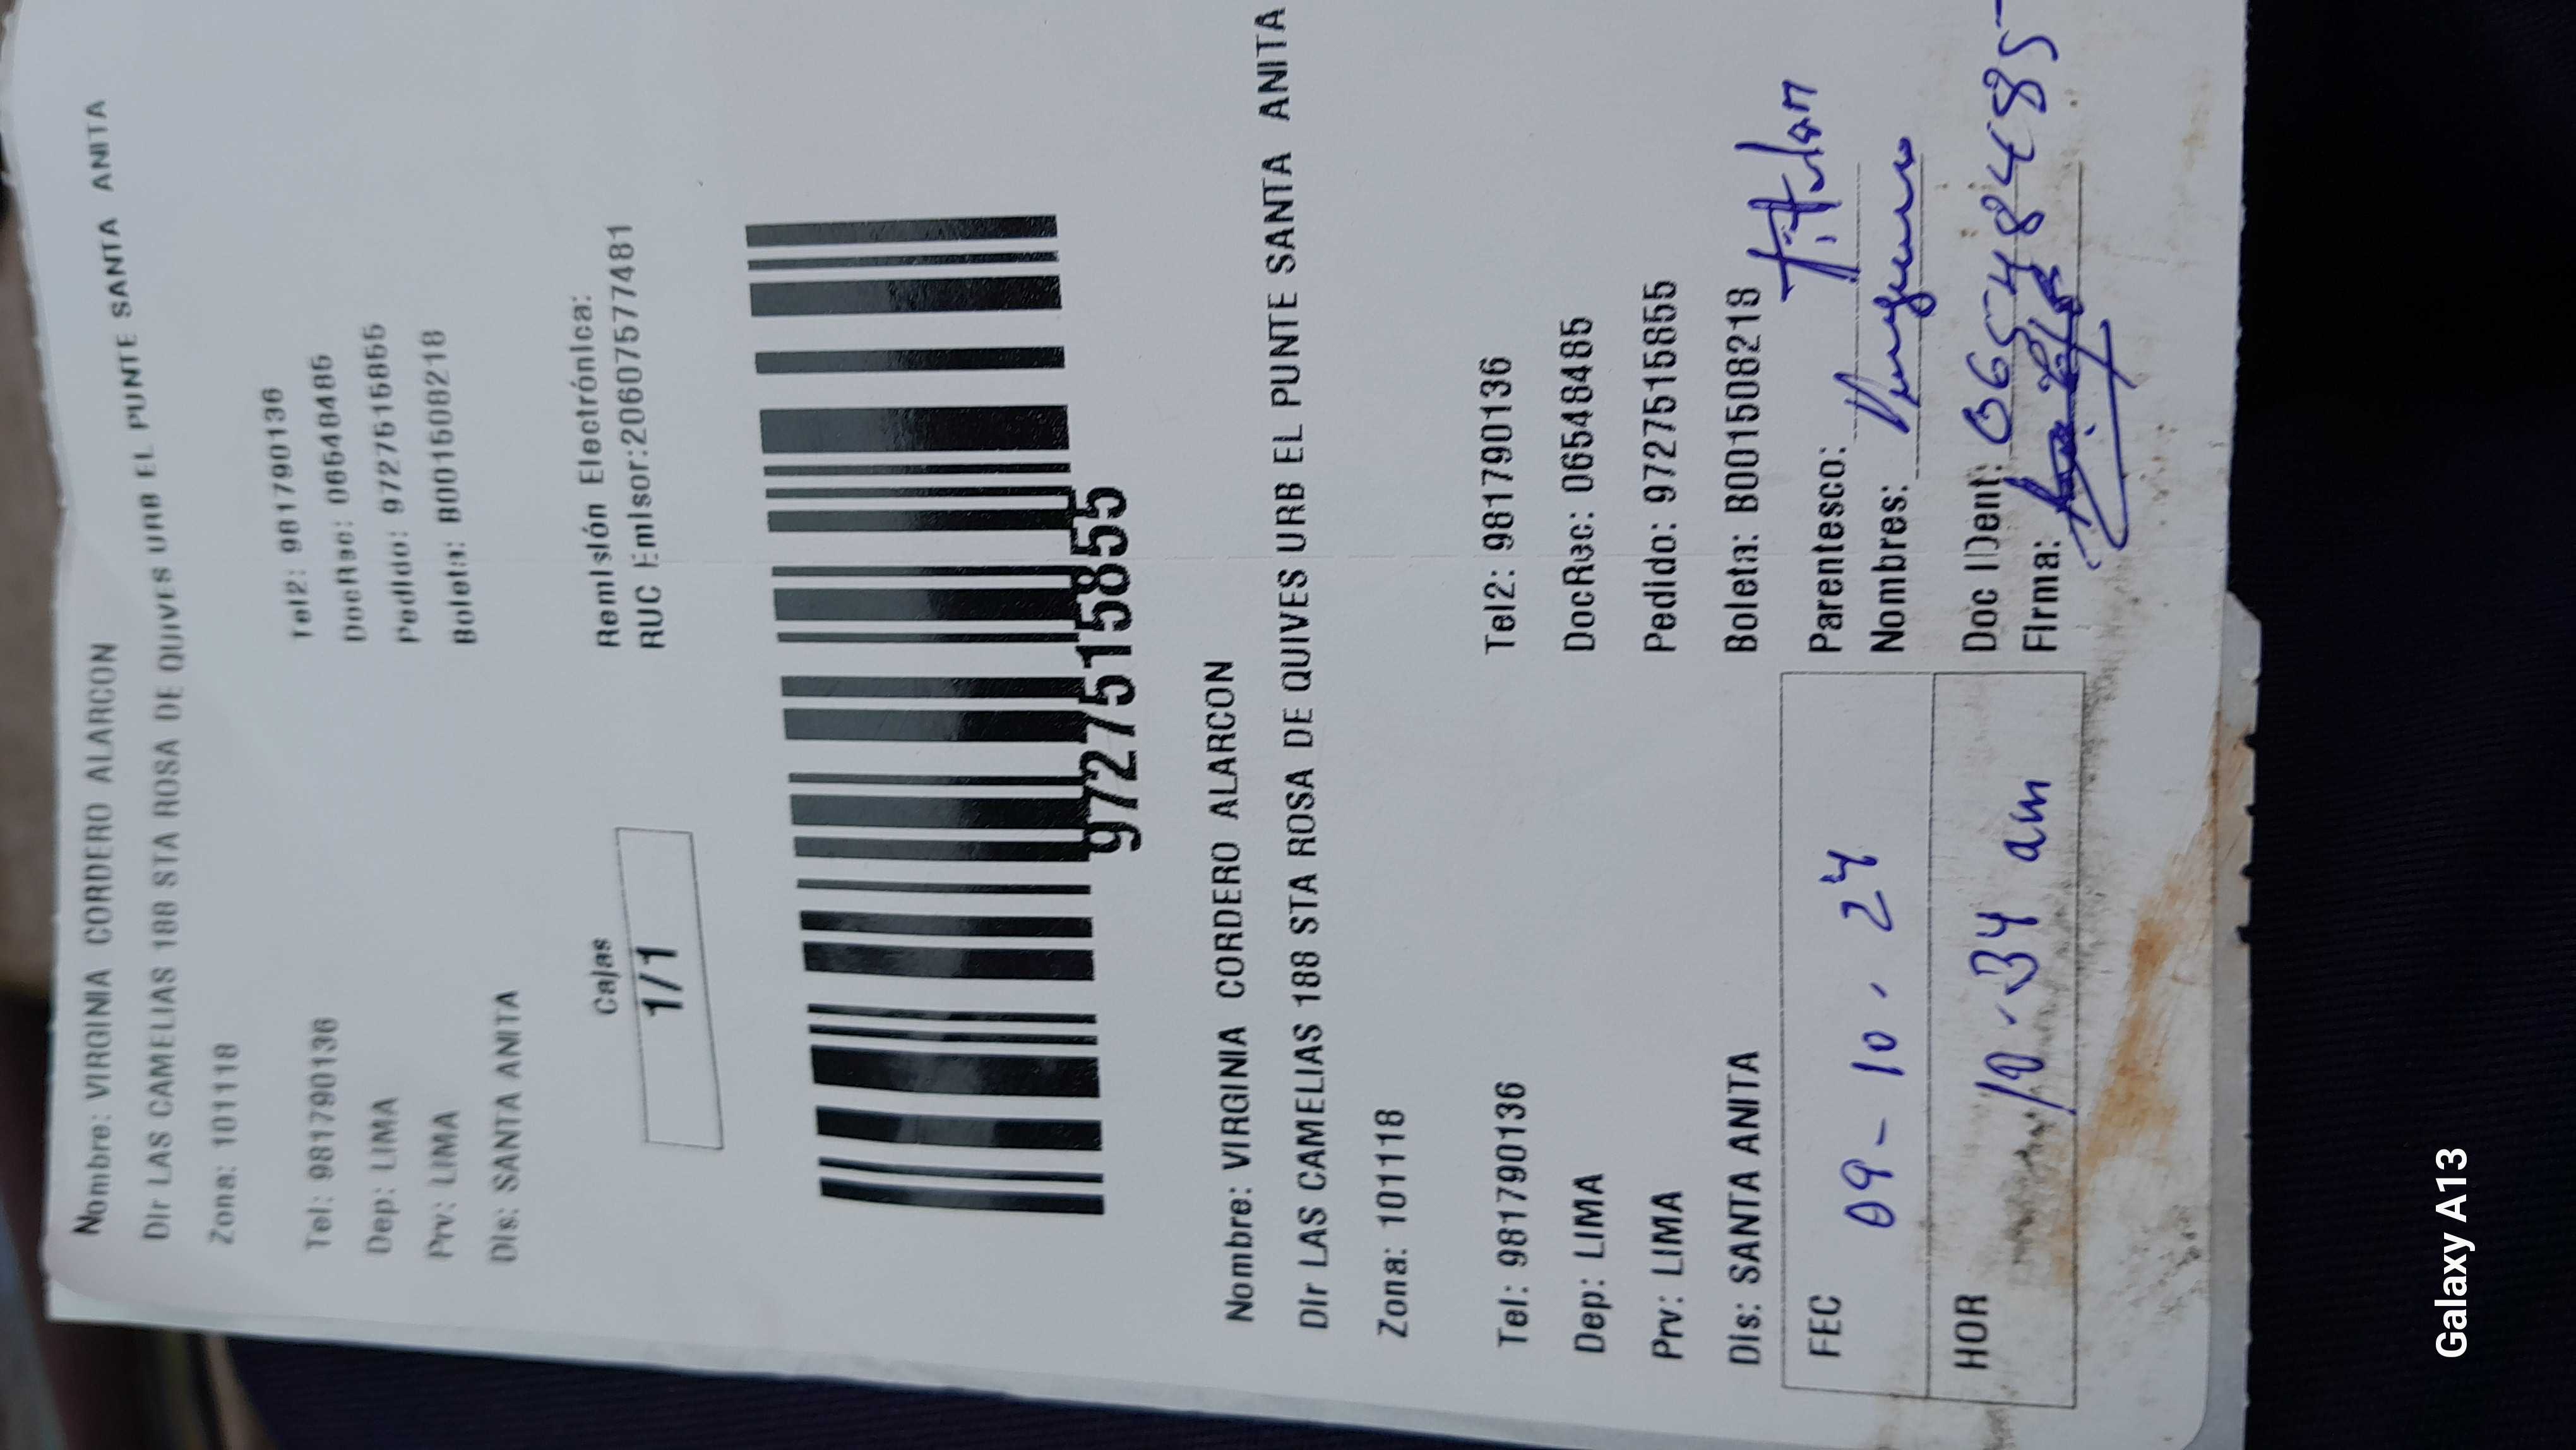 Nombre: VIRGINIA CORDERO ALARCON
Dir LAS CAMELIAS 188 STA ROSA DE QUIVES URB EL PUNTE SANTA ANITA
Zona: 101118
Tel: 981790136 Tel2: 981790136
Dep: LIMA DocRec: 06548485
Prv: LIMA Pedido: 9727515855
Dis: SANTA ANITA Boleta: B001508218
Cajas Remisión Electrónica:
1/1 RUC Emisor:20607577481
9727515855
Nombre: VIRGINIA CORDERO ALARCON
Dir LAS CAMELIAS 188 STA ROSA DE QUIVES URB EL PUNTE SANTA ANITA
Zona: 101118
Tel: 981790136 Tel2: 981790136
Dep: LIMA DocRec: 06548485
Prv: LIMA Pedido: 9727515855
Dis: SANTA ANITA Boleta: B001508218
FEC 09-10.24 Parentesco: Titular
Nombres:
HOR 10.34 am Doc IDent: 06548485
Firma:
Galaxy A13